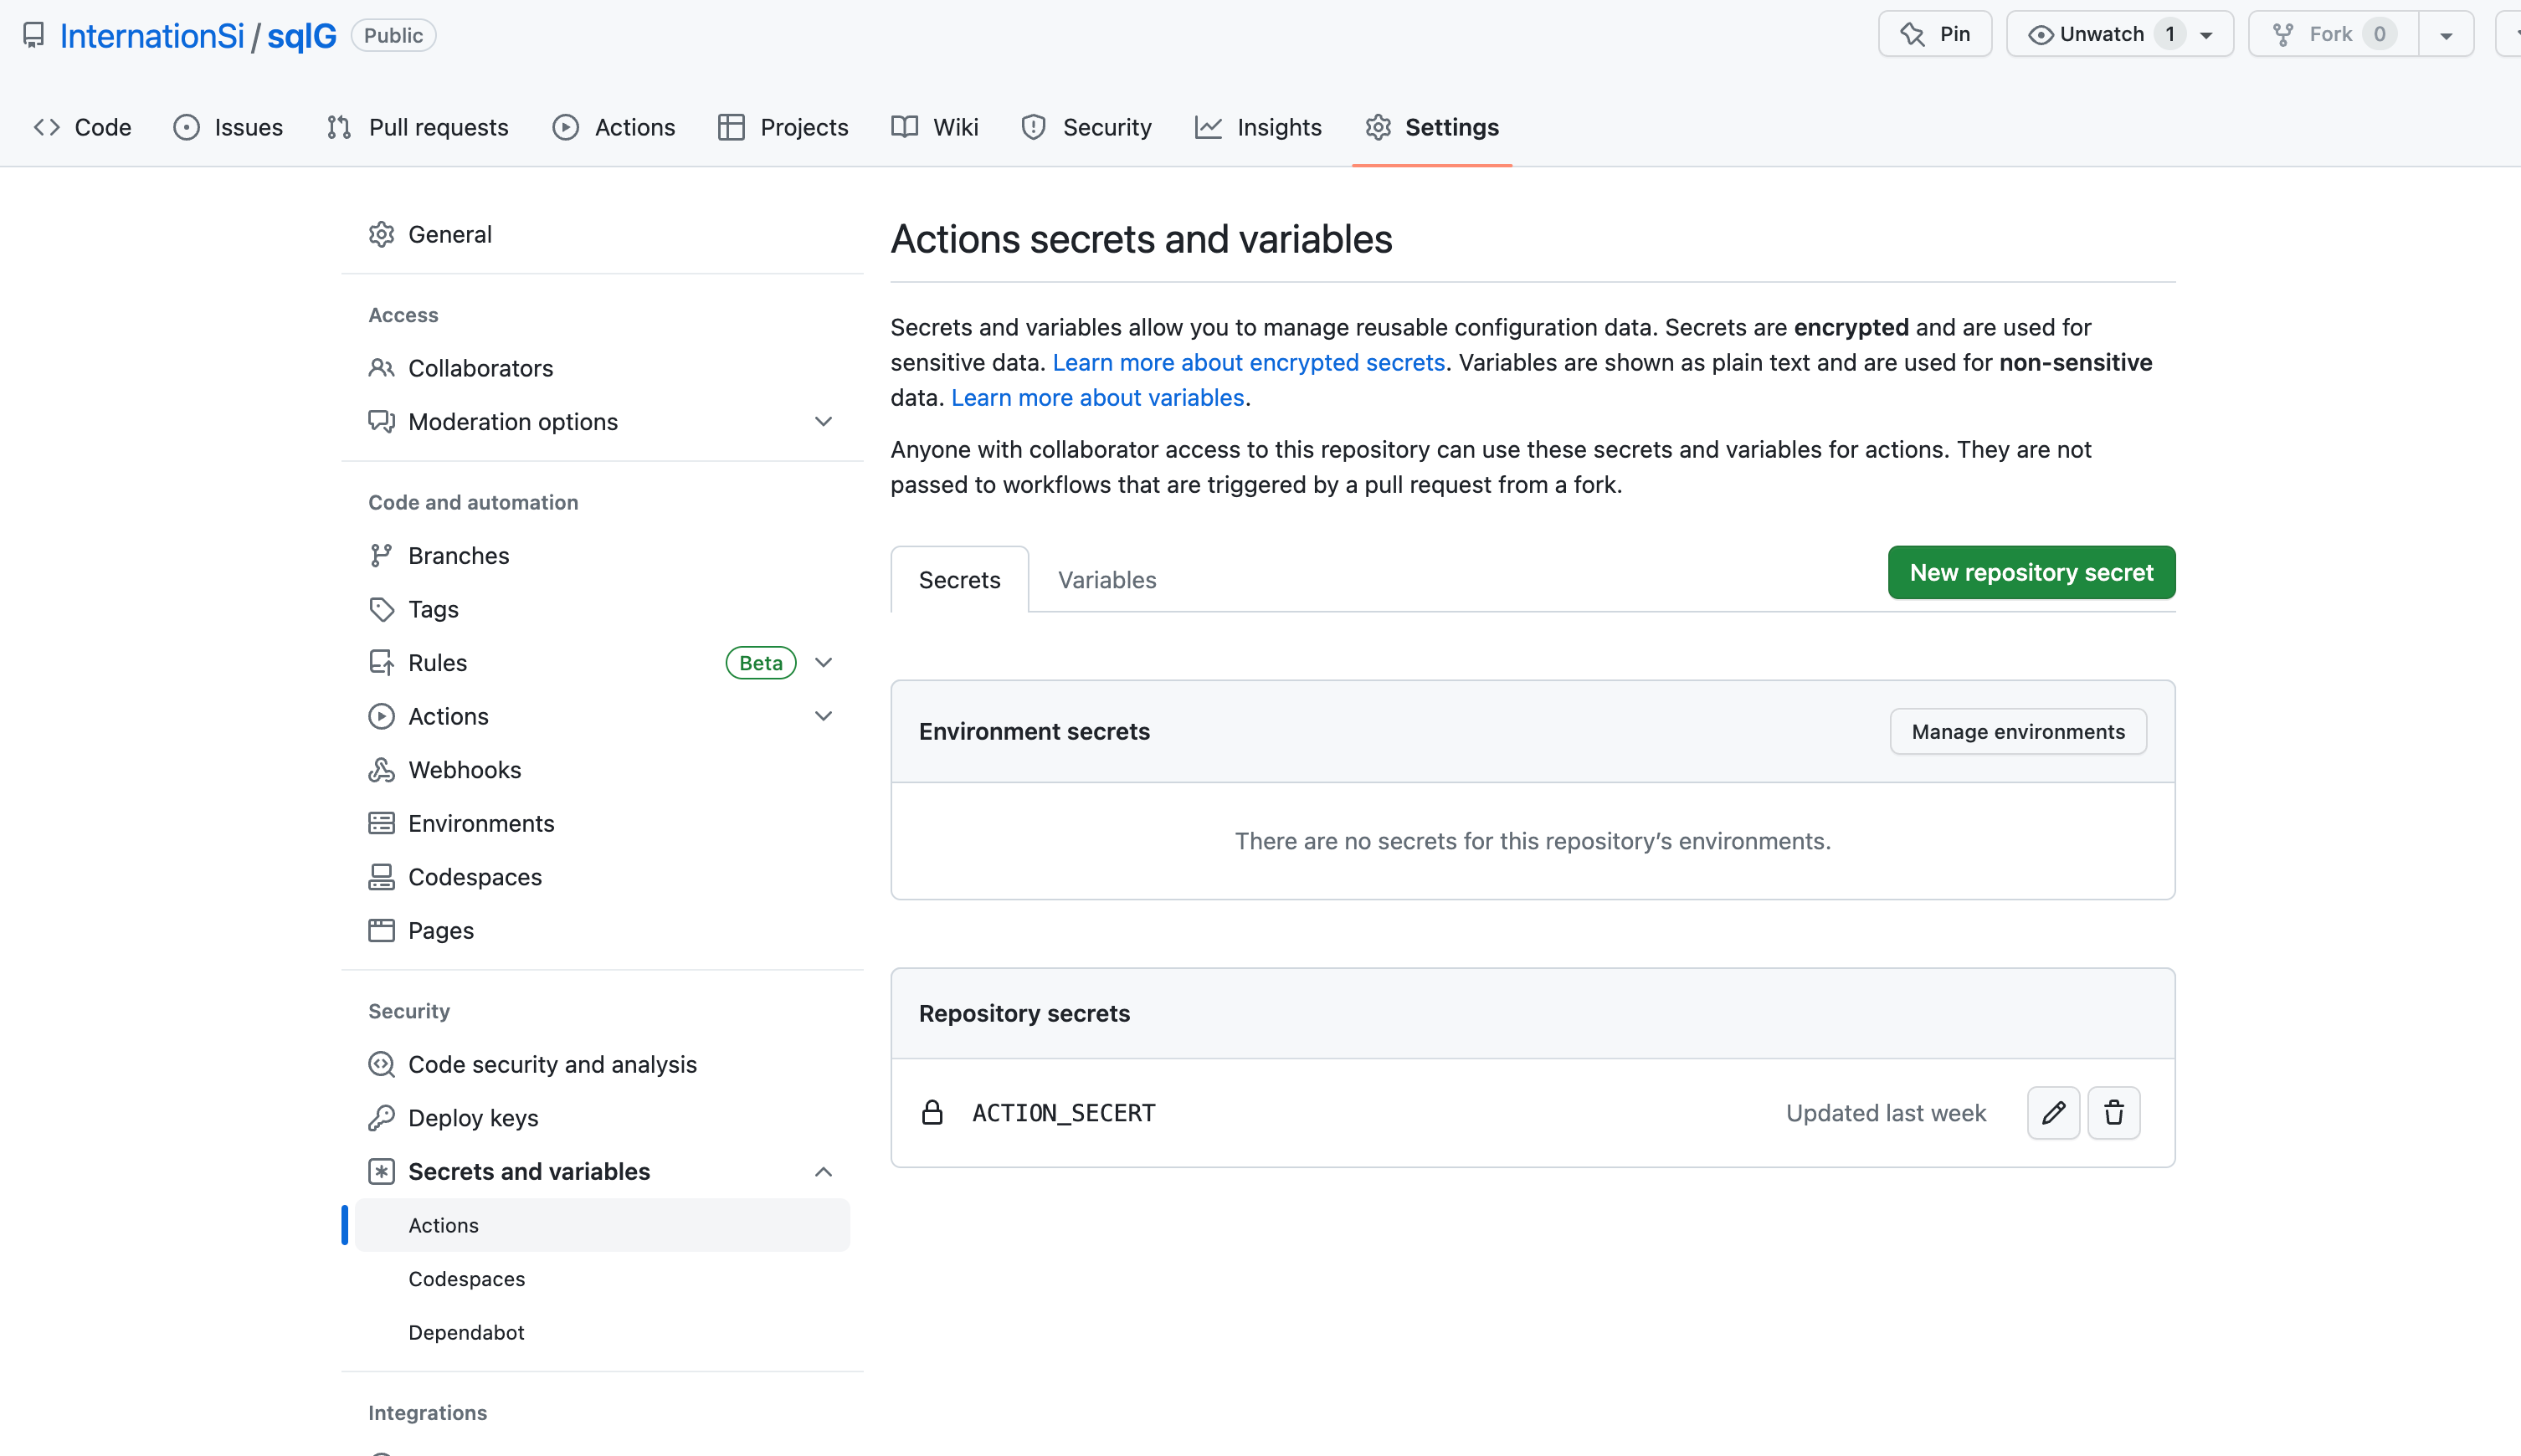 InternationSi / sqlG Public
Pin
Unwatch 1
Fork 0
Code
Issues
Pull requests
Actions
Projects
Wiki
Security
Insights
Settings
General
Access
Collaborators
Moderation options
Code and automation
Branches
Tags
Rules Beta
Actions
Webhooks
Environments
Codespaces
Pages
Security
Code security and analysis
Deploy keys
Secrets and variables
Actions
Codespaces
Dependabot
Integrations
Actions secrets and variables
Secrets and variables allow you to manage reusable configuration data. Secrets are encrypted and are used for
sensitive data. Learn more about encrypted secrets. Variables are shown as plain text and are used for non-sensitive
data. Learn more about variables.
Anyone with collaborator access to this repository can use these secrets and variables for actions. They are not
passed to workflows that are triggered by a pull request from a fork.
Secrets
Variables
New repository secret
Environment secrets
Manage environments
There are no secrets for this repository’s environments.
Repository secrets
ACTION_SECERT
Updated last week